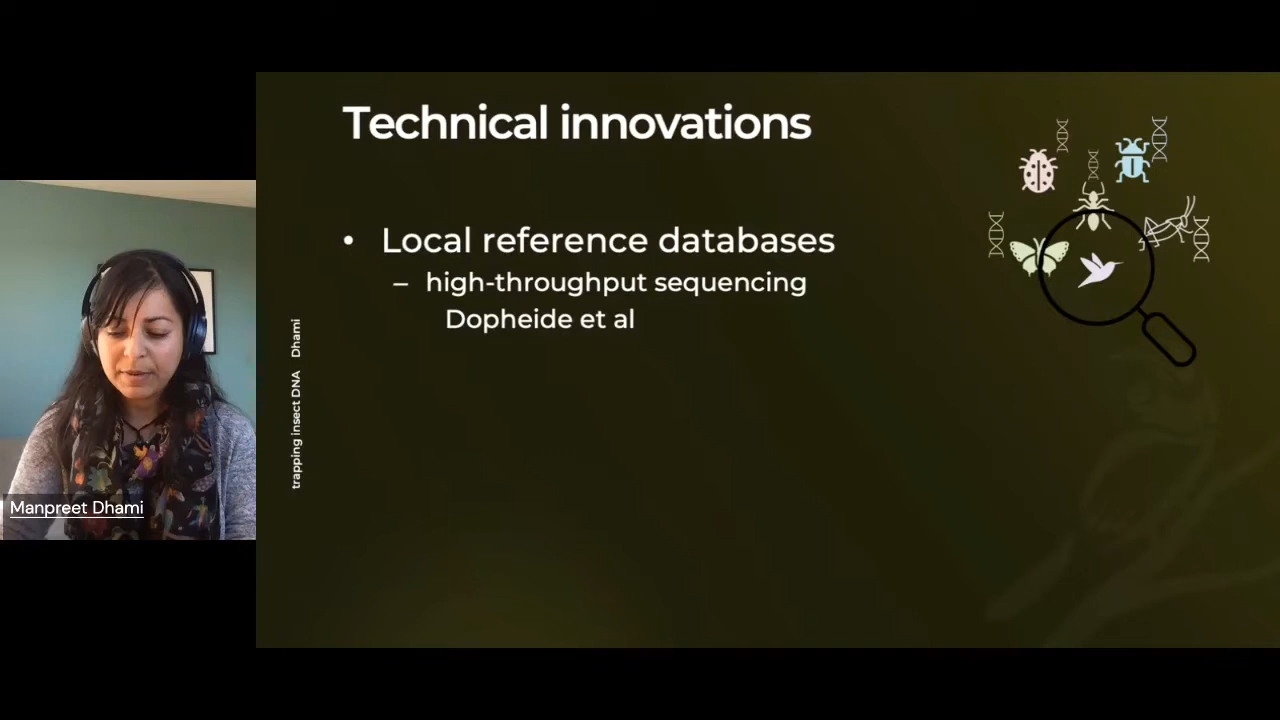 Technical innovations
• Local reference databases
– high-throughput sequencing
Dopheide et al
trapping insect DNA Dhami
Manpreet Dhami